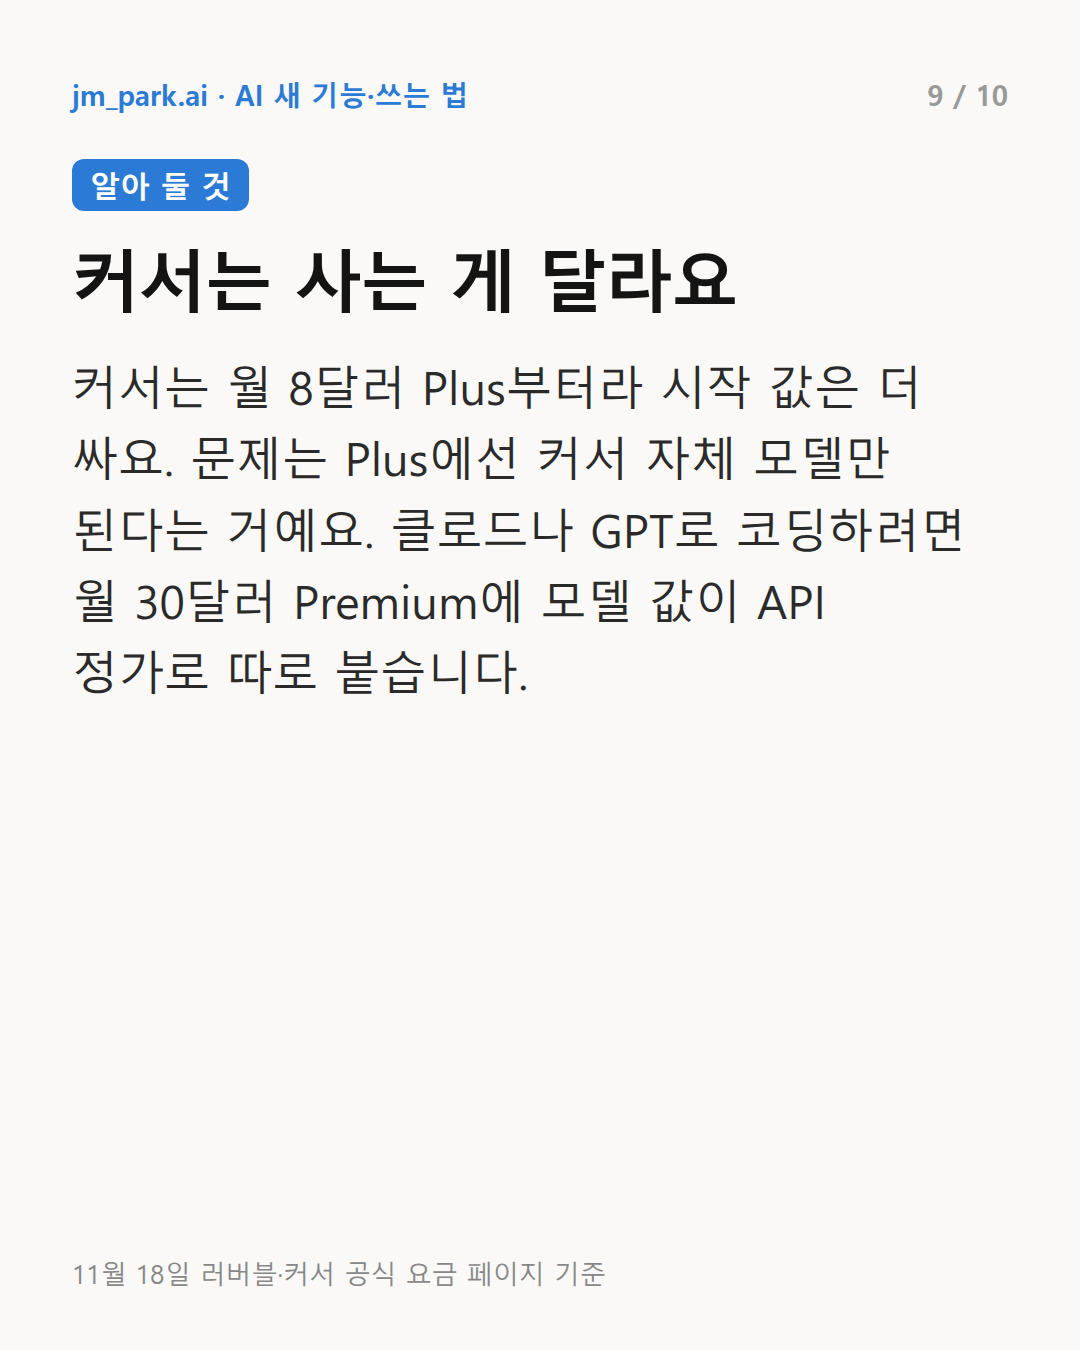 jm_park.ai · AI 새 기능·쓰는 법
9 / 10
알아 둘 것
커서는 사는 게 달라요
커서는 월 8달러 Plus부터라 시작 값은 더
싸요. 문제는 Plus에선 커서 자체 모델만
된다는 거예요. 클로드나 GPT로 코딩하려면
월 30달러 Premium에 모델 값이 API
정가로 따로 붙습니다.
11월 18일 러버블·커서 공식 요금 페이지 기준